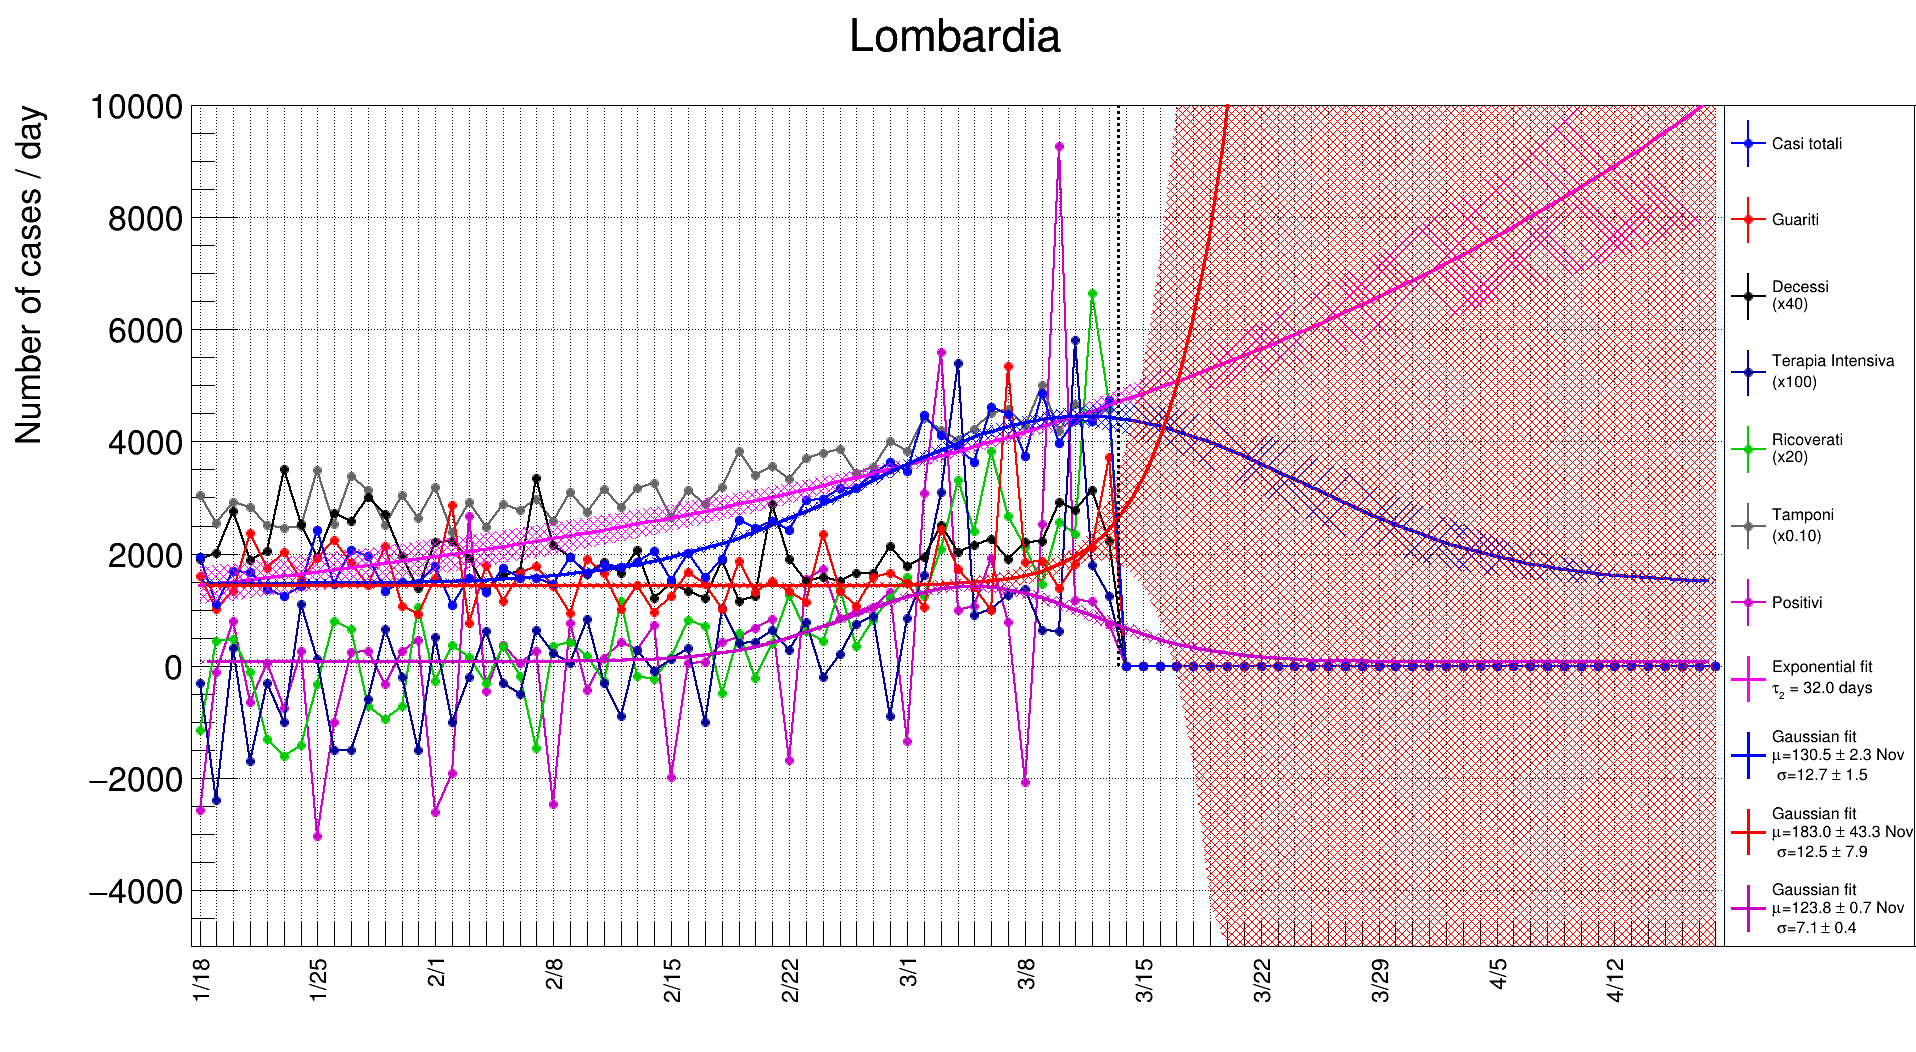 Lombardia
Number of cases / day
10000
8000
6000
4000
2000
0
−2000
−4000
1/18
1/25
2/1
2/8
2/15
2/22
3/1
3/8
3/15
3/22
3/29
4/5
4/12
Casi totali
Guariti
Decessi
(x40)
Terapia Intensiva
(x100)
Ricoverati
(x20)
Tamponi
(x0.10)
Positivi
Exponential fit
τ2 = 32.0 days
Gaussian fit
μ=130.5 ± 2.3 Nov
σ=12.7 ± 1.5
Gaussian fit
μ=183.0 ± 43.3 Nov
σ=12.5 ± 7.9
Gaussian fit
μ=123.8 ± 0.7 Nov
σ=7.1 ± 0.4